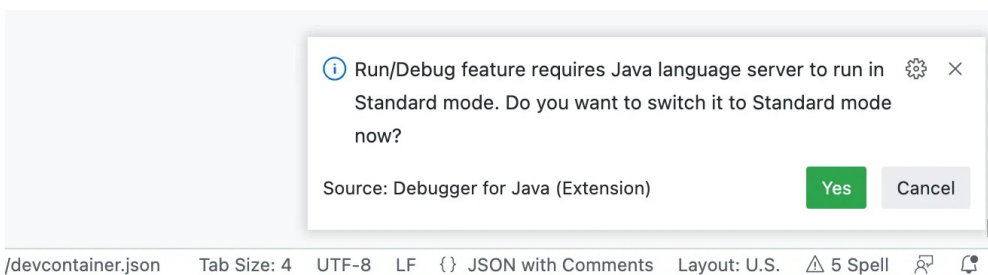 Run/Debug feature requires Java language server to run in
Standard mode. Do you want to switch it to Standard mode
now?
Source: Debugger for Java (Extension)
Yes
Cancel
/devcontainer.json
Tab Size: 4
UTF-8
LF
{} JSON with Comments
Layout: U.S.
5 Spell